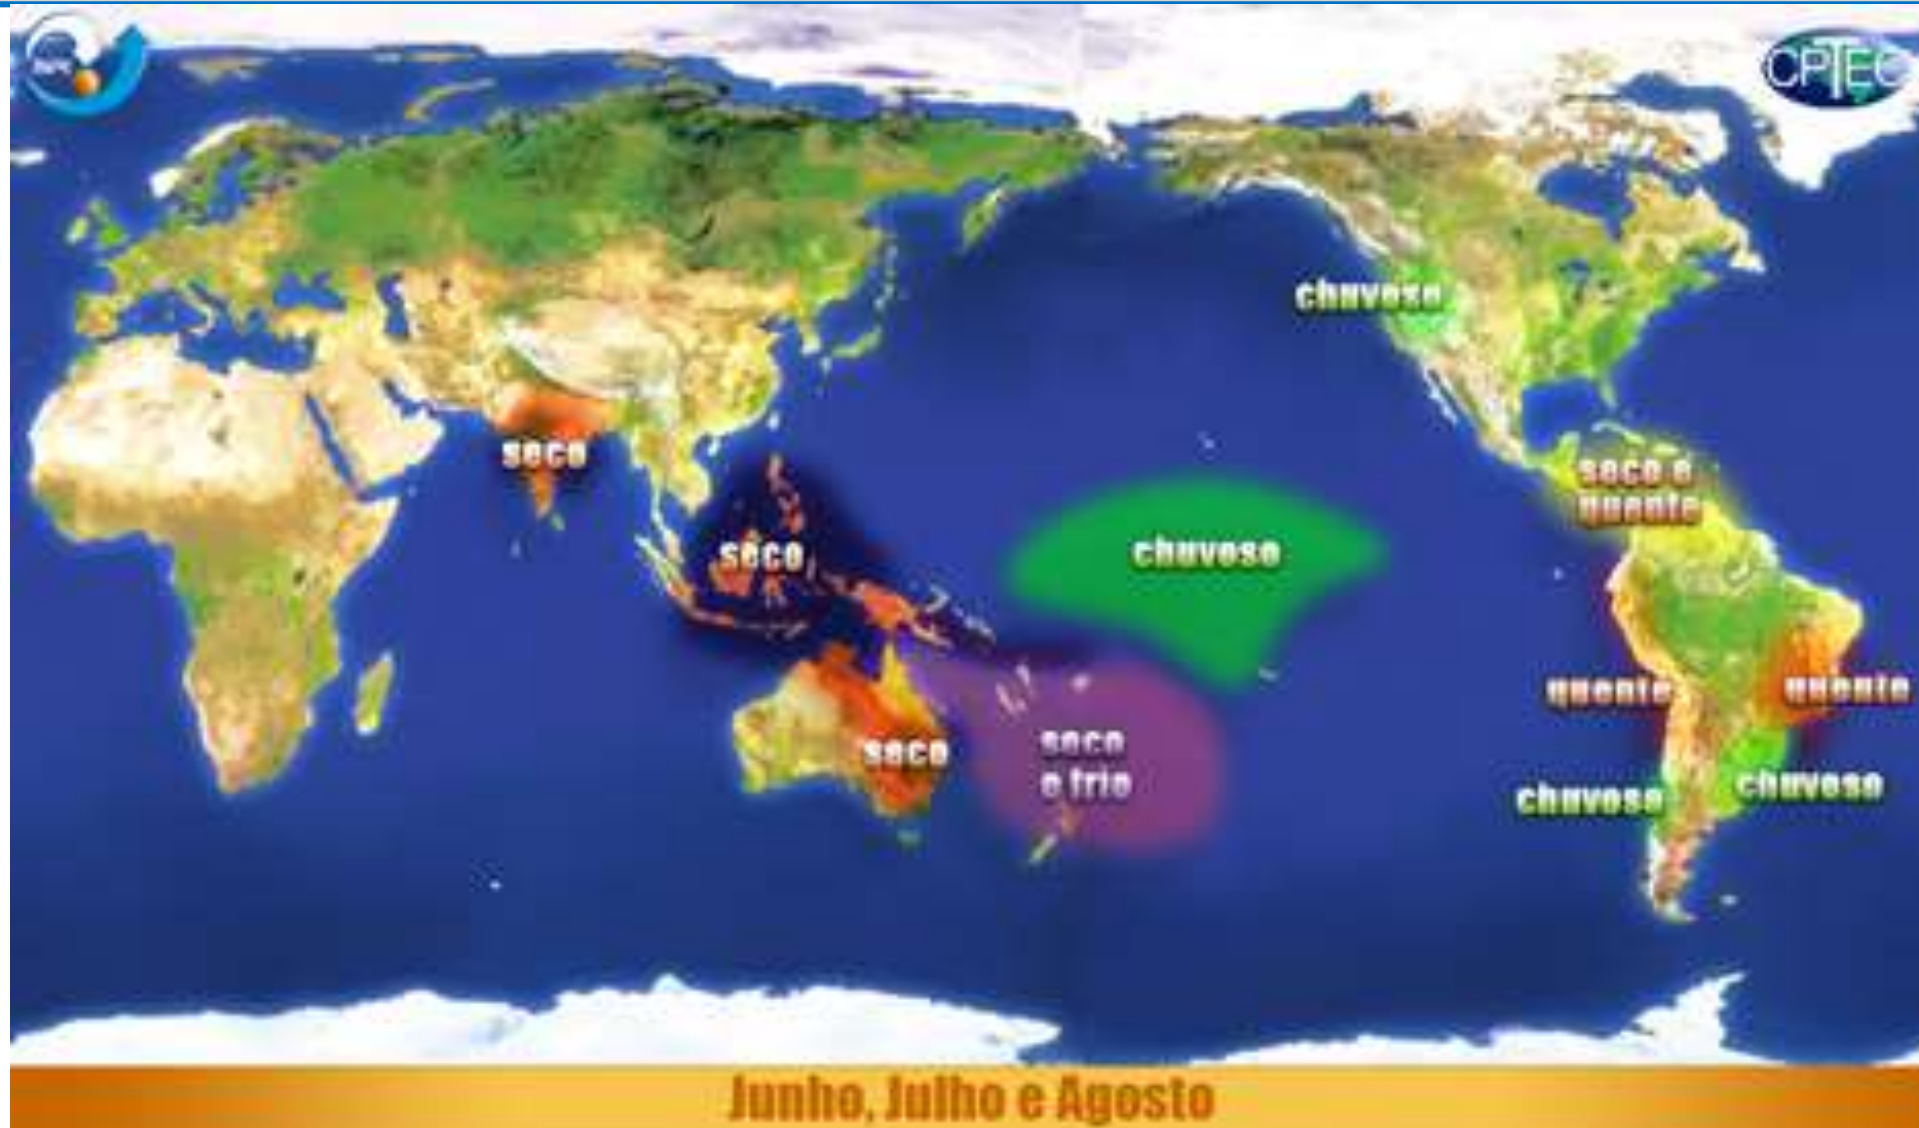 CPTEC
chuvoso
seco
seco e
quente
seco
chuvoso
quente
quente
seco
seco
e frio
chuvoso
chuvoso
Junho, Julho e Agosto